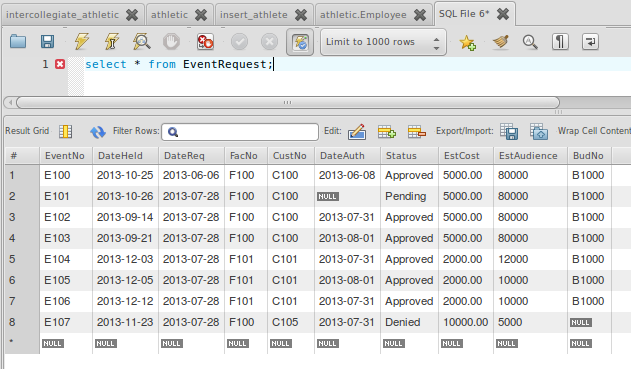 intercollegiate_athletic athletic insert_athlete athletic.Employee SQL File 6*
Limit to 1000 rows
1 select * from EventRequest;
Result Grid Filter Rows: Edit: Export/Import: Wrap Cell Content
# EventNo DateHeld DateReq FacNo CustNo DateAuth Status EstCost EstAudience BudNo
1 E100 2013-10-25 2013-06-06 F100 C100 2013-06-08 Approved 5000.00 80000 B1000
2 E101 2013-10-26 2013-07-28 F100 C100 NULL Pending 5000.00 80000 B1000
3 E102 2013-09-14 2013-07-28 F100 C100 2013-07-31 Approved 5000.00 80000 B1000
4 E103 2013-09-21 2013-07-28 F100 C100 2013-08-01 Approved 5000.00 80000 B1000
5 E104 2013-12-03 2013-07-28 F101 C101 2013-07-31 Approved 2000.00 12000 B1000
6 E105 2013-12-05 2013-07-28 F101 C101 2013-08-01 Approved 2000.00 10000 B1000
7 E106 2013-12-12 2013-07-28 F101 C101 2013-07-31 Approved 2000.00 10000 B1000
8 E107 2013-11-23 2013-07-28 F100 C105 2013-07-31 Denied 10000.00 5000 NULL
* NULL NULL NULL NULL NULL NULL NULL NULL NULL NULL